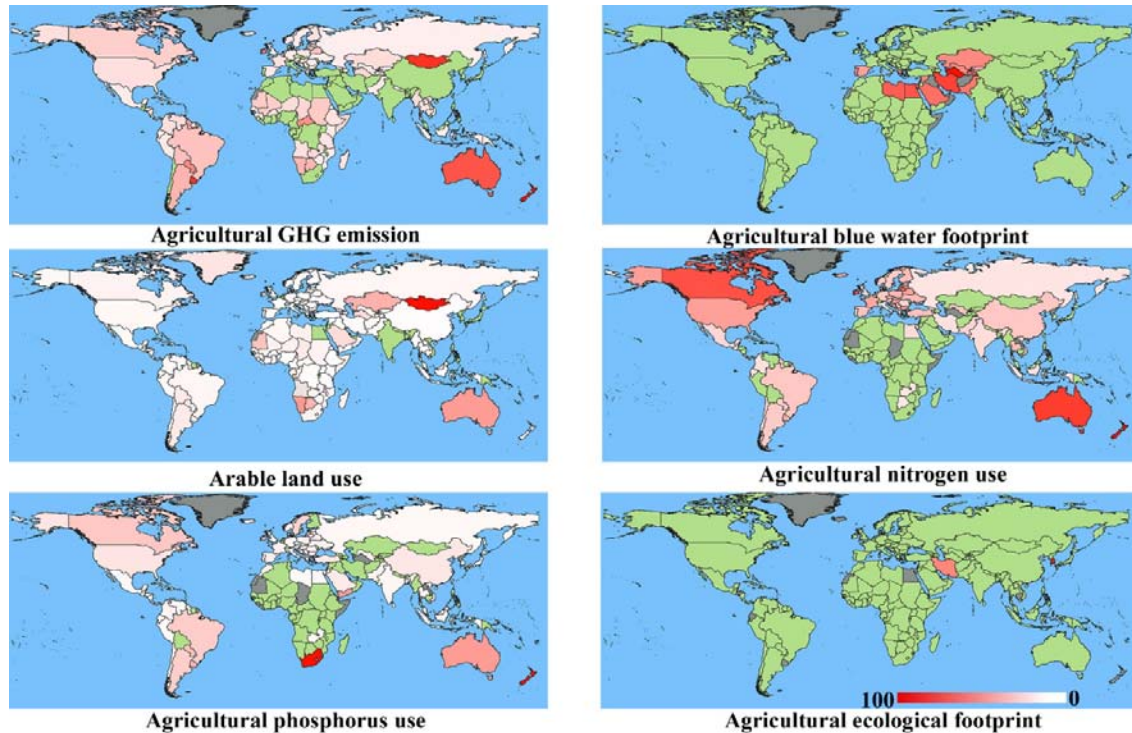 Agricultural GHG emission
Agricultural blue water footprint
Arable land use
Agricultural nitrogen use
100 0
Agricultural phosphorus use
Agricultural ecological footprint